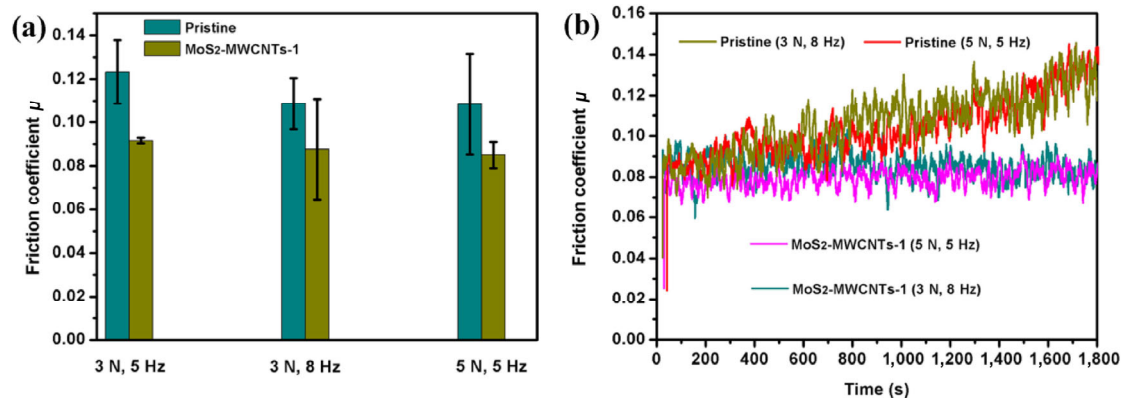 (a)
Pristine
MoS2-MWCNTs-1
Friction coefficient μ
0.14
0.12
0.10
0.08
0.06
0.04
0.02
0.00
3 N, 5 Hz
3 N, 8 Hz
5 N, 5 Hz
(b)
Pristine (3 N, 8 Hz)
Pristine (5 N, 5 Hz)
MoS2-MWCNTs-1 (5 N, 5 Hz)
MoS2-MWCNTs-1 (3 N, 8 Hz)
Friction coefficient μ
0.16
0.14
0.12
0.10
0.08
0.06
0.04
0.02
0.00
0 200 400 600 800 1,000 1,200 1,400 1,600 1,800
Time (s)